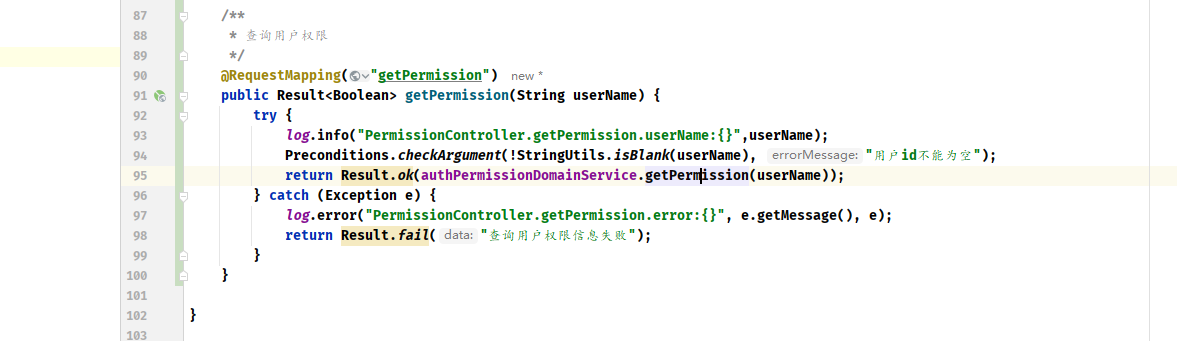 87 /**
88 * 查询用户权限
89 */
90 @RequestMapping("getPermission") new *
91 public Result<Boolean> getPermission(String userName) {
92 try {
93 log.info("PermissionController.getPermission.userName:{}",userName);
94 Preconditions.checkArgument(!StringUtils.isBlank(userName), errorMessage: "用户id不能为空");
95 return Result.ok(authPermissionDomainService.getPermission(userName));
96 } catch (Exception e) {
97 log.error("PermissionController.getPermission.error:{}", e.getMessage(), e);
98 return Result.fail( data: "查询用户权限信息失败");
99 }
100 }
101
102 }
103